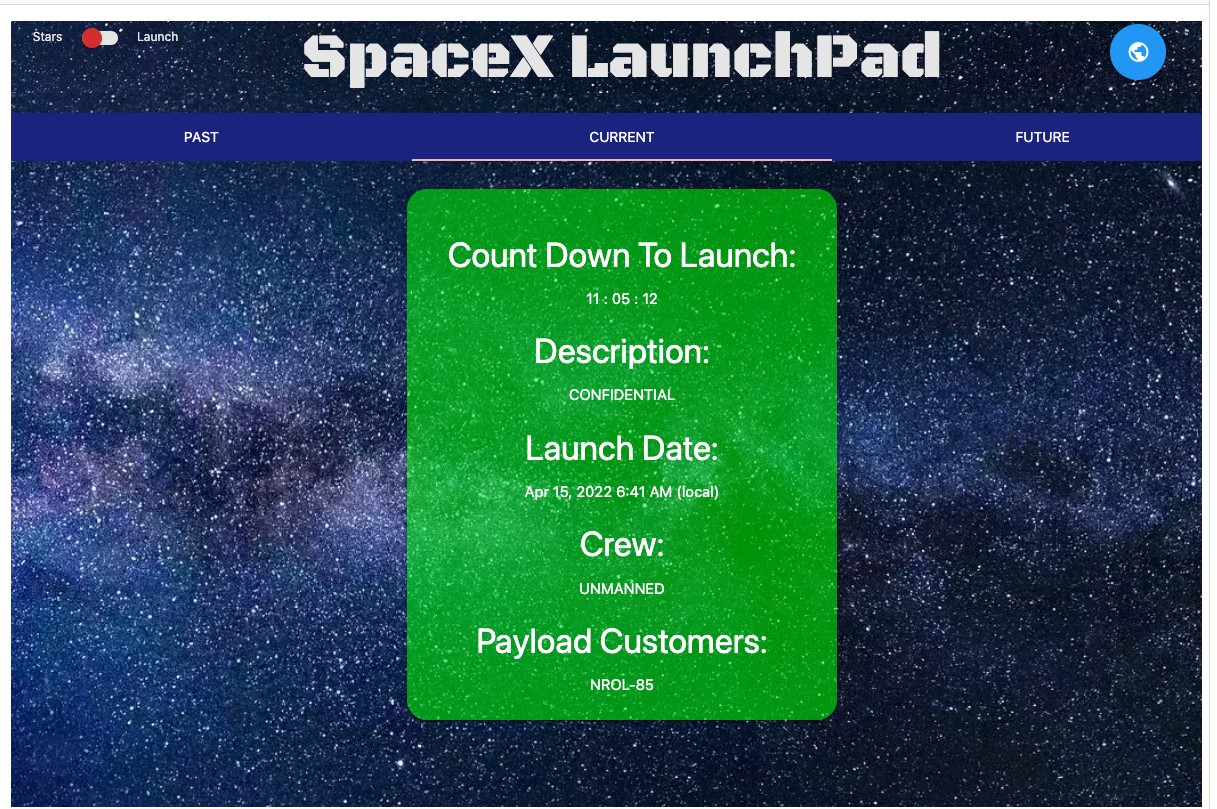 Stars Launch
SpaceX LaunchPad
PAST CURRENT FUTURE
Count Down To Launch:
11 : 05 : 12
Description:
CONFIDENTIAL
Launch Date:
Apr 15, 2022 6:41 AM (local)
Crew:
UNMANNED
Payload Customers:
NROL-85